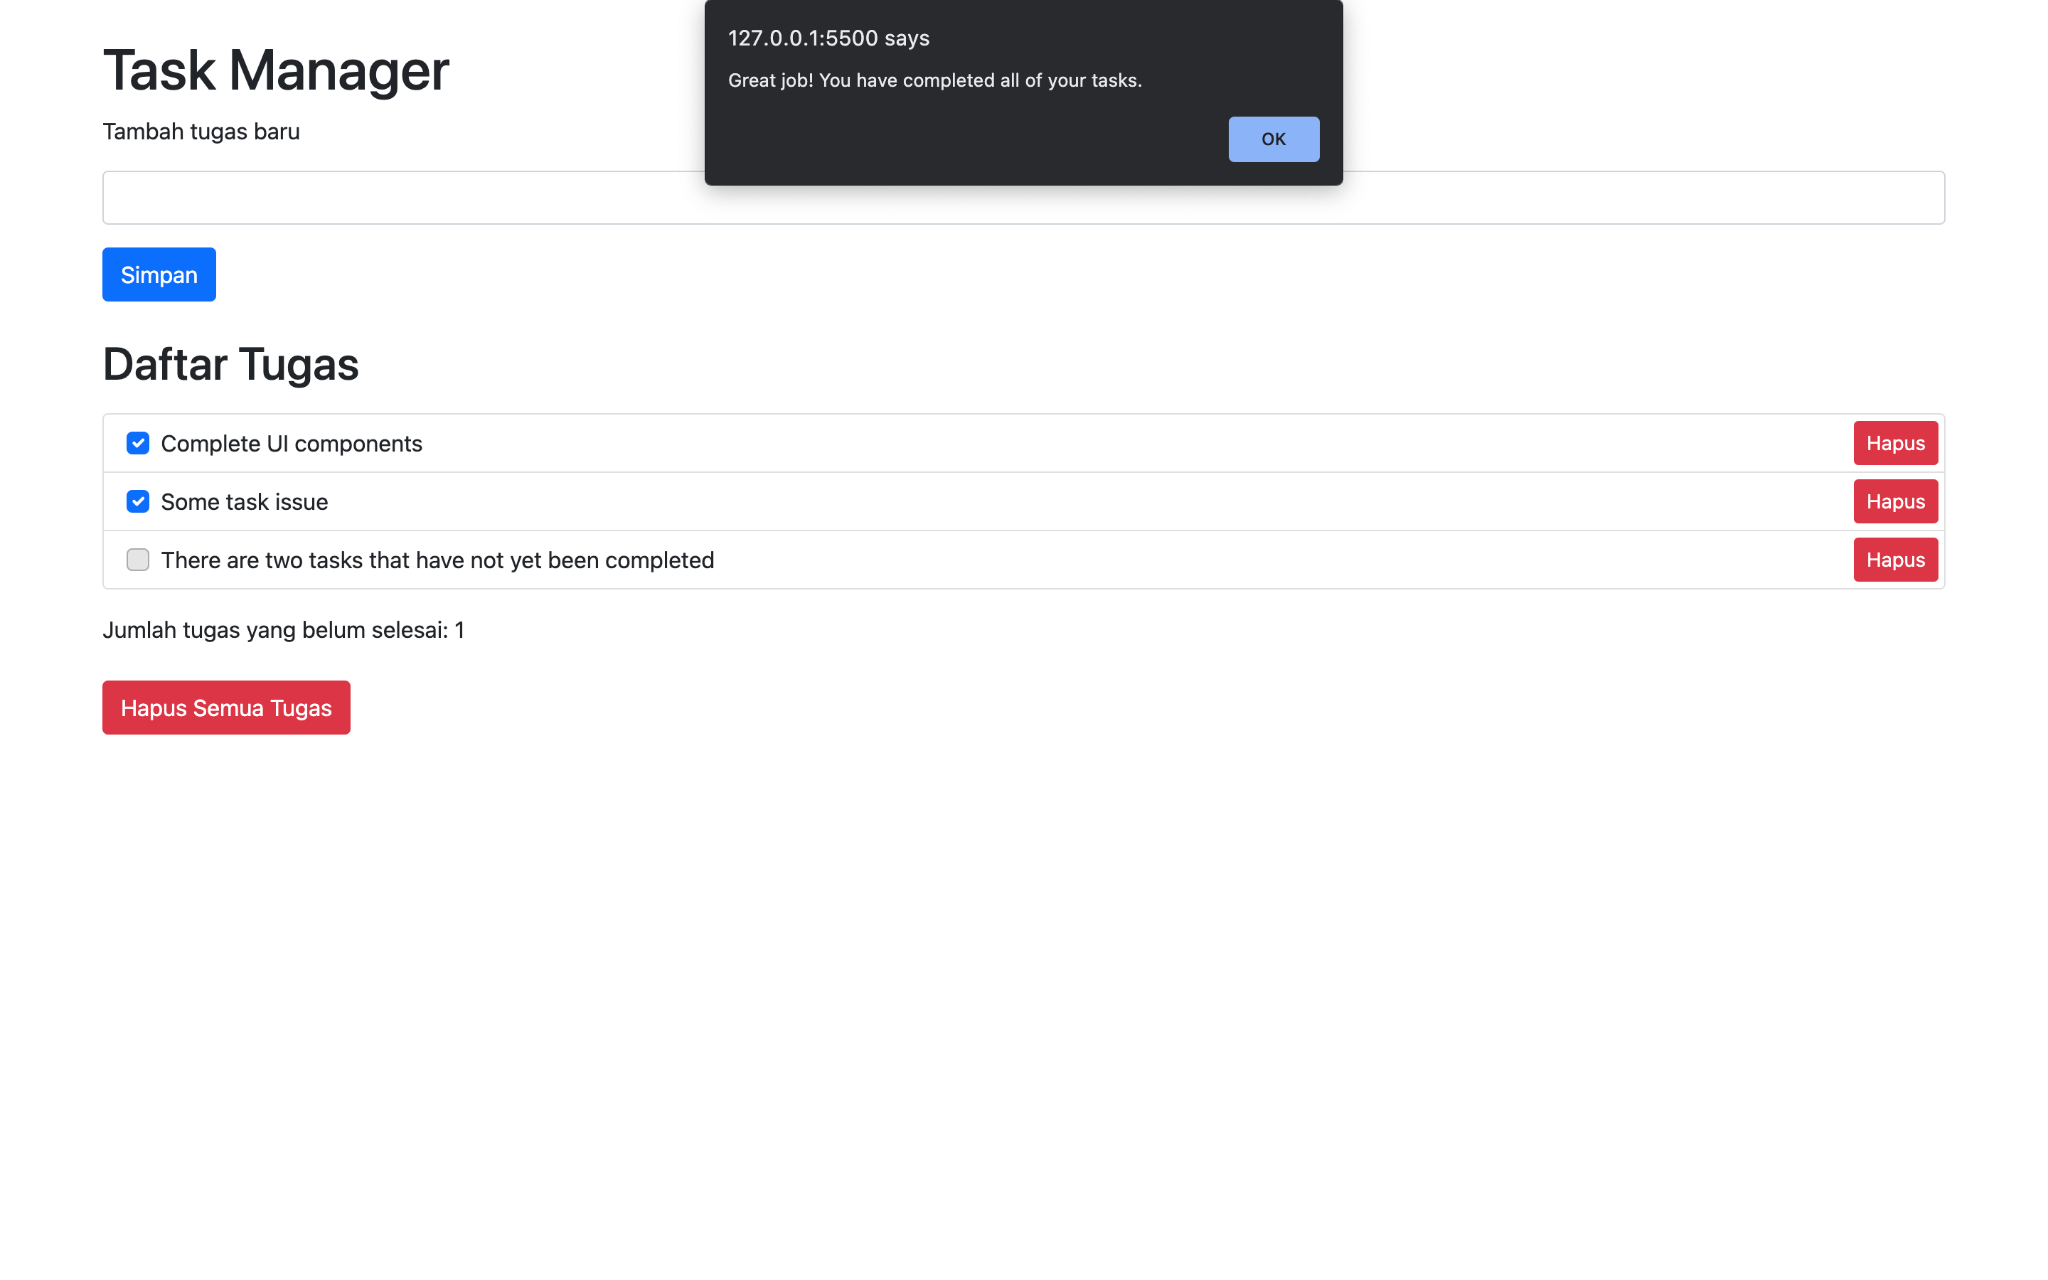 127.0.0.1:5500 says
Great job! You have completed all of your tasks.
OK
Task Manager
Tambah tugas baru
Simpan
Daftar Tugas
Complete UI components Hapus
Some task issue Hapus
There are two tasks that have not yet been completed Hapus
Jumlah tugas yang belum selesai: 1
Hapus Semua Tugas